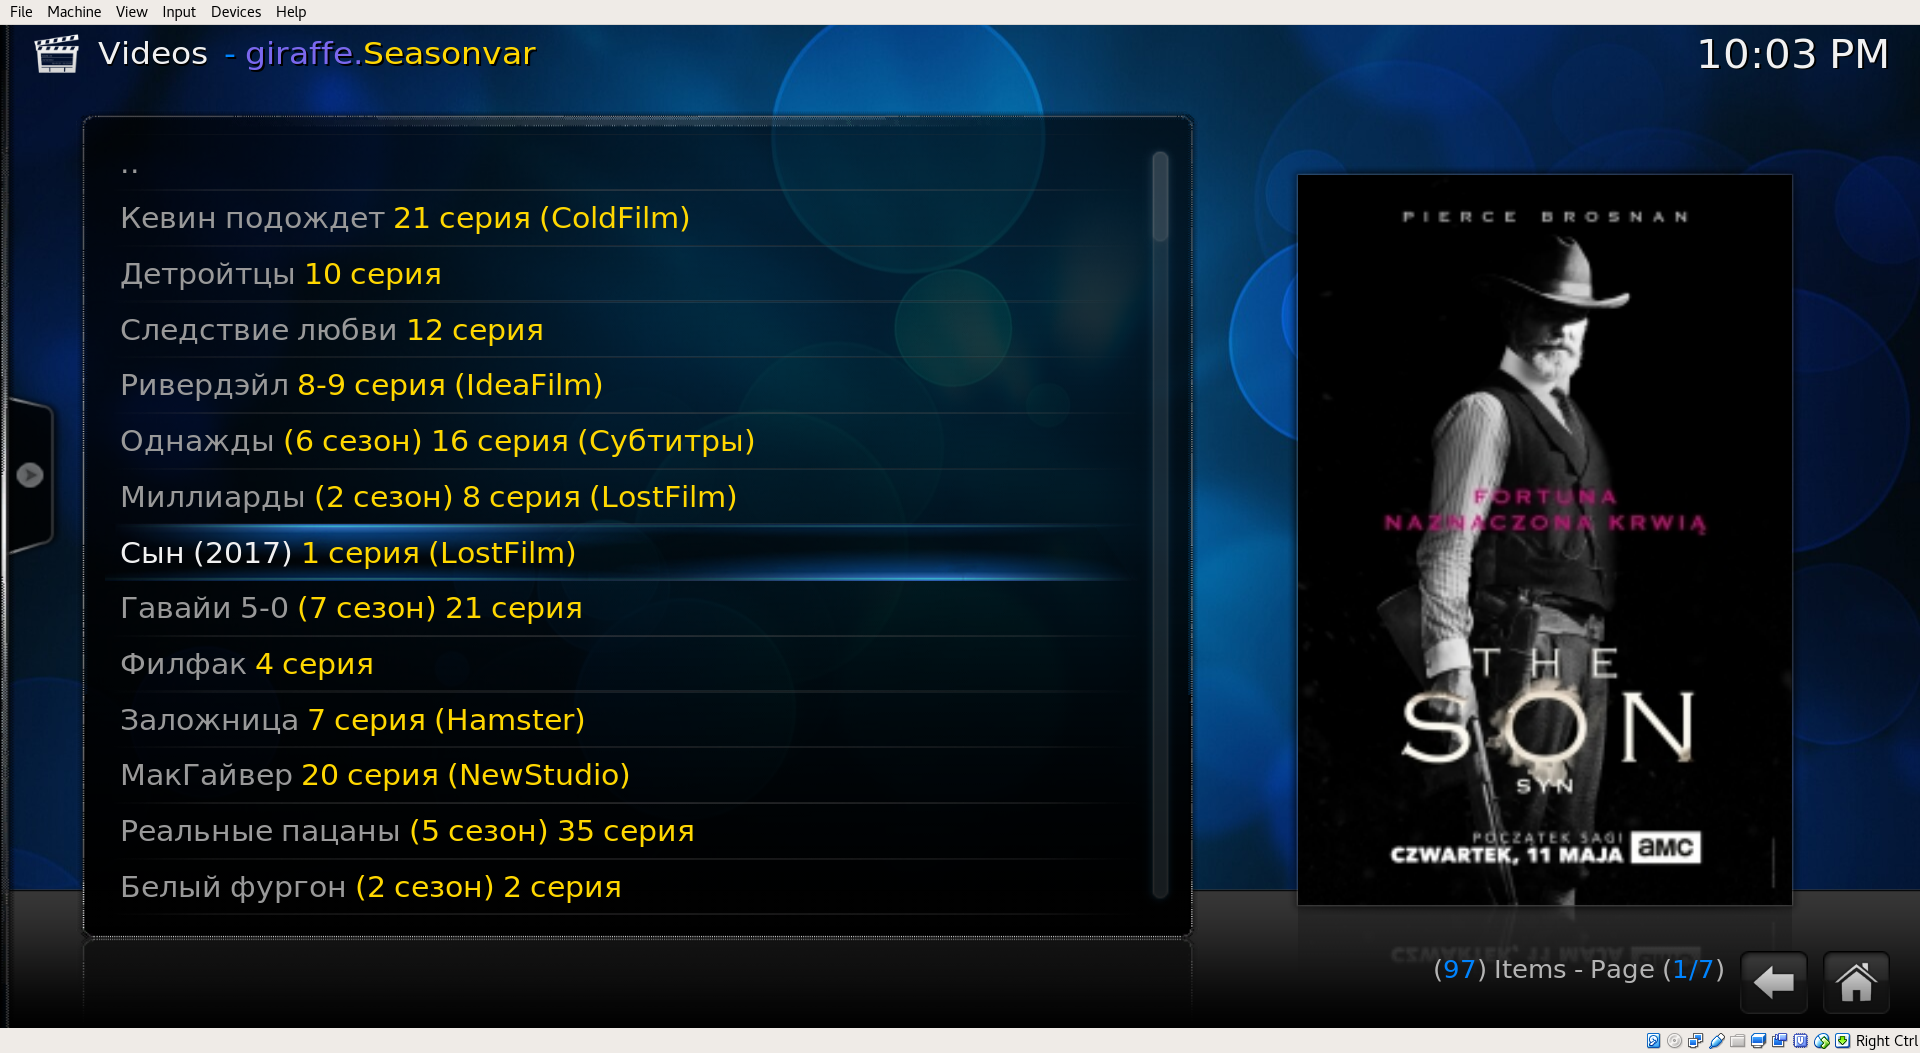 File Machine View Input Devices Help
Videos - giraffe.Seasonvar
10:03 PM
..
Кевин подождет 21 серия (ColdFilm)
Детройтцы 10 серия
Следствие любви 12 серия
Ривердэйл 8-9 серия (IdeaFilm)
Однажды (6 сезон) 16 серия (Субтитры)
Миллиарды (2 сезон) 8 серия (LostFilm)
Сын (2017) 1 серия (LostFilm)
Гавайи 5-0 (7 сезон) 21 серия
Филфак 4 серия
Заложница 7 серия (Hamster)
МакГайвер 20 серия (NewStudio)
Реальные пацаны (5 сезон) 35 серия
Белый фургон (2 сезон) 2 серия
PIERCE BROSNAN
FORTUNA
NAZNACZONA KRWIĄ
THE
SON
SYN
POCZĄTEK SAGI
CZWARTEK, 11 MAJA aMC
(97) Items - Page (1/7)
Right Ctrl